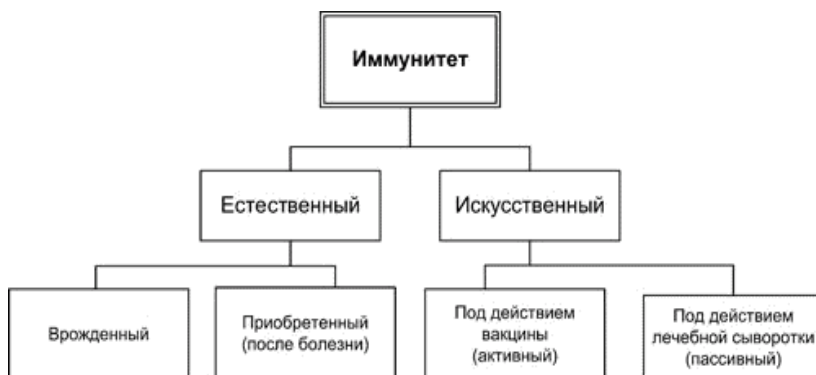 Иммунитет
Естественный
Искусственный
Врожденный
Приобретенный
(после болезни)
Под действием
вакцины
(активный)
Под действием
лечебной сыворотки
(пассивный)